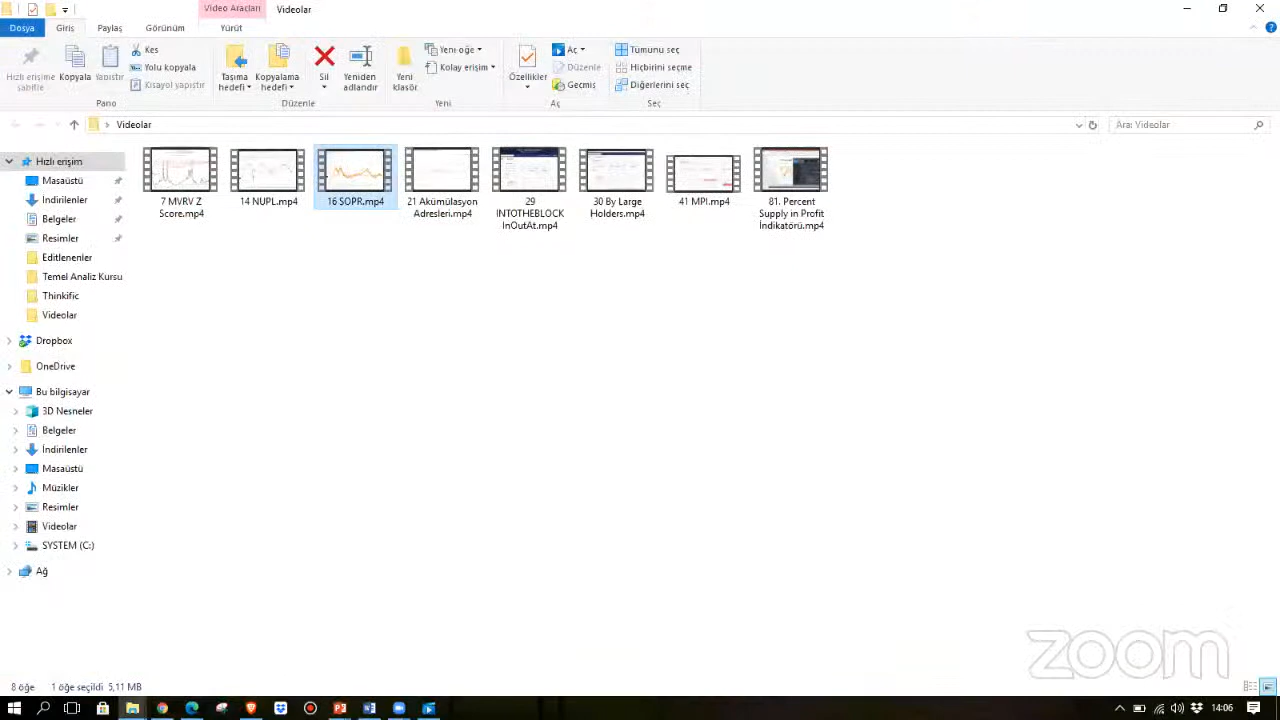 Video Araçları
Videolar
Dosya
Giriş
Paylaş
Görünüm
Yürüt
Hızlı erişime sabitle
Kopyala
Yapıştır
Kes
Yolu kopyala
Kısayol yapıştır
Pano
Taşıma hedefi
Kopyalama hedefi
Sil
Yeniden adlandır
Düzenle
Yeni klasör
Yeni öğe
Kolay erişim
Yeni
Özellikler
Aç
Düzenle
Geçmiş
Aç
Tümünü seç
Hiçbirini seçme
Diğerlerini seç
Seç
Videolar
Ara: Videolar
Hızlı erişim
Masaüstü
İndirilenler
Belgeler
Resimler
Editlenenler
Temel Analiz Kursu
Thinkific
Videolar
Dropbox
OneDrive
Bu bilgisayar
3D Nesneler
Belgeler
İndirilenler
Masaüstü
Müzikler
Resimler
Videolar
SYSTEM (C:)
Ağ
7 MVRV Z
Score.mp4
14 NUPL.mp4
16 SOPR.mp4
21 Akümülasyon
Adresleri.mp4
29
INTOTHEBLOCK
InOutAt.mp4
30 By Large
Holders.mp4
41 MPI.mp4
81. Percent
Supply in Profit
İndikatörü.mp4
zoom
8 öğe
1 öğe seçildi 5,11 MB
14:06